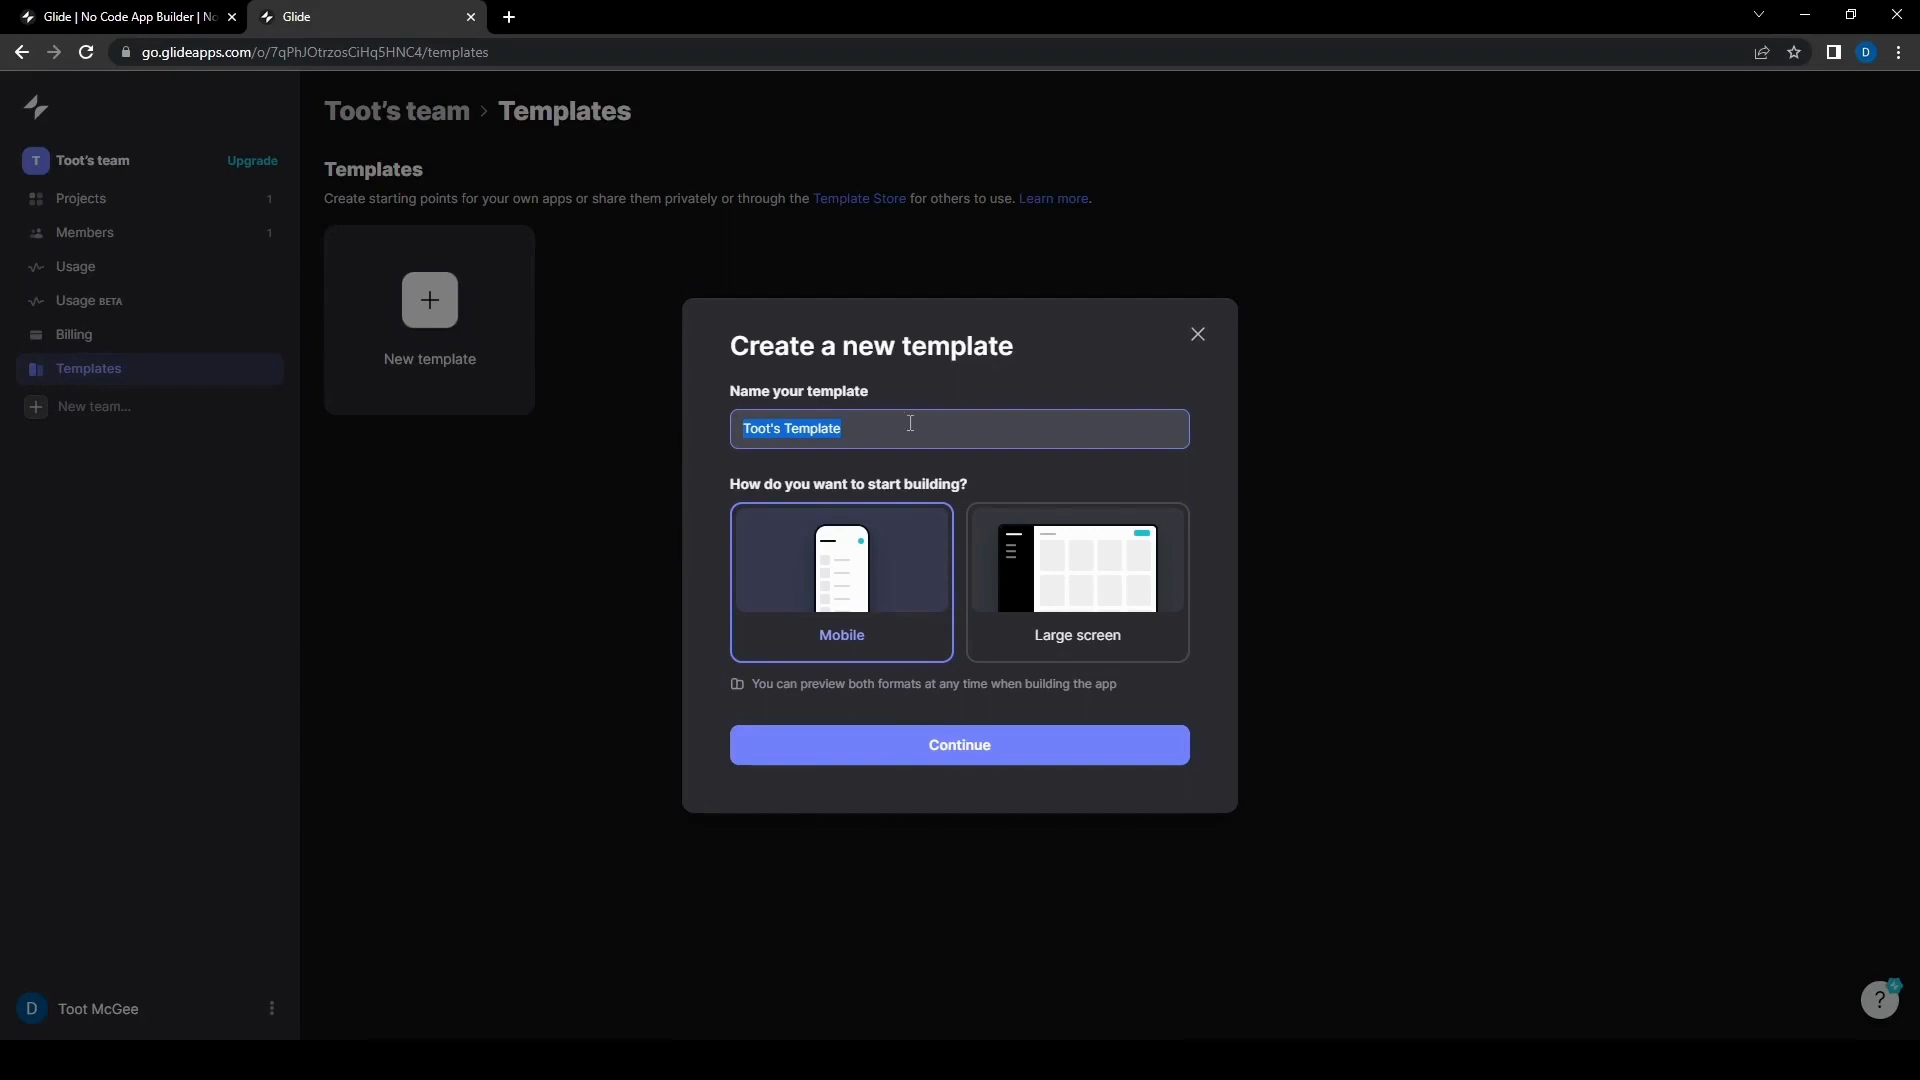 Glide | No Code App Builder | No
Glide
go.glideapps.com/o/7qPhJOtrzosCiHq5HNC4/templates
D
Toot's team > Templates
T Toot's team Upgrade
Projects 1
Members 1
Usage
Usage BETA
Billing
Templates
+ New team...
Templates
Create starting points for your own apps or share them privately or through the Template Store for others to use. Learn more.
+
New template
Create a new template
Name your template
Toot's Template
How do you want to start building?
Mobile
Large screen
You can preview both formats at any time when building the app
Continue
D Toot McGee
?